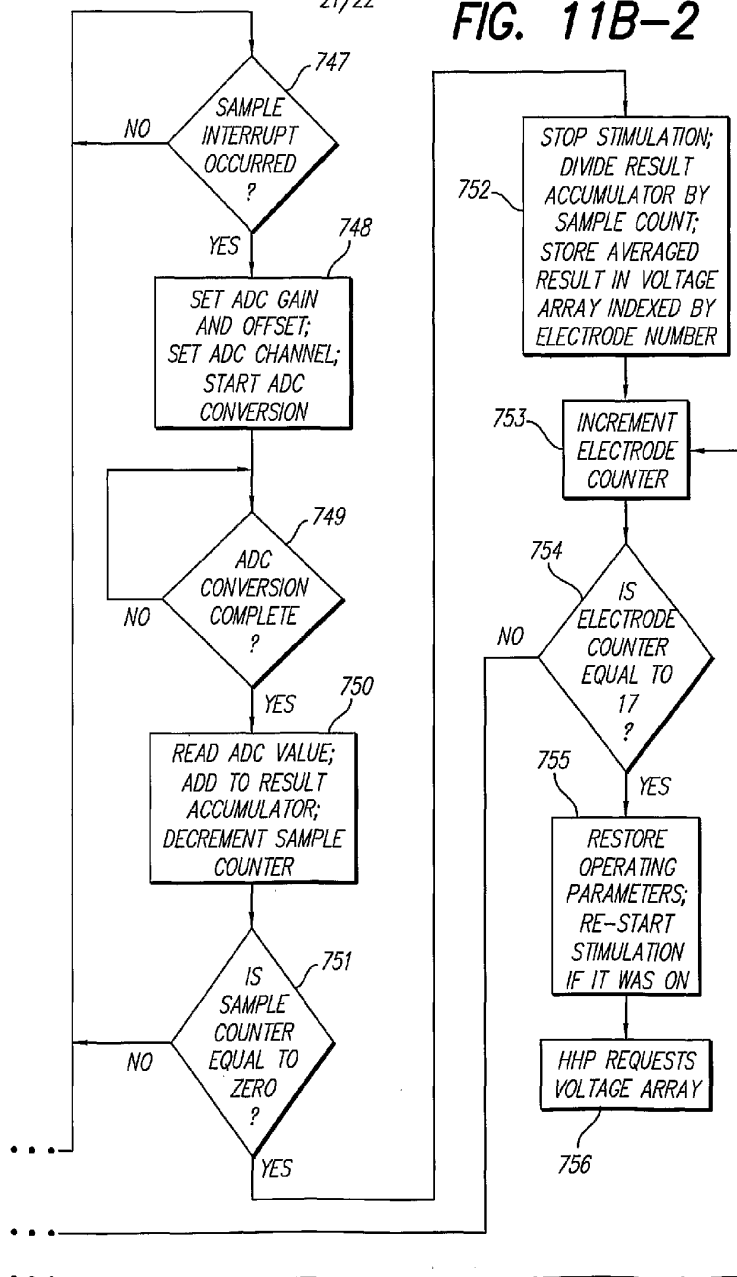 21/22
FIG. 11B-2
747
SAMPLE
INTERRUPT
OCCURRED
?
NO
YES
748
SET ADC GAIN
AND OFFSET;
SET ADC CHANNEL;
START ADC
CONVERSION
749
ADC
CONVERSION
COMPLETE
?
NO
YES
750
READ ADC VALUE;
ADD TO RESULT
ACCUMULATOR;
DECREMENT SAMPLE
COUNTER
751
IS
SAMPLE
COUNTER
EQUAL TO
ZERO
?
NO
YES
752
STOP STIMULATION;
DIVIDE RESULT
ACCUMULATOR BY
SAMPLE COUNT;
STORE AVERAGED
RESULT IN VOLTAGE
ARRAY INDEXED BY
ELECTRODE NUMBER
753
INCREMENT
ELECTRODE
COUNTER
754
IS
ELECTRODE
COUNTER
EQUAL TO
17
?
NO
YES
755
RESTORE
OPERATING
PARAMETERS;
RE-START
STIMULATION
IF IT WAS ON
HHP REQUESTS
VOLTAGE ARRAY
756